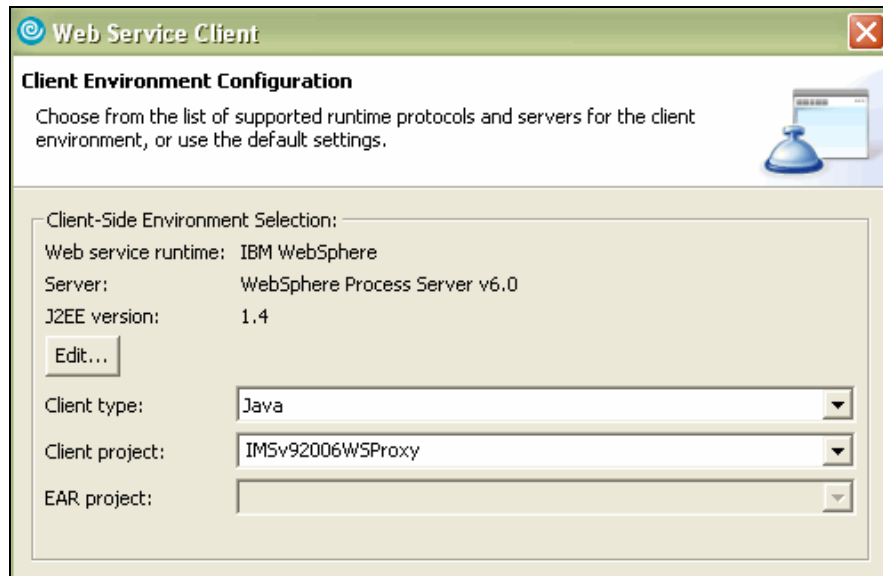 Web Service Client
Client Environment Configuration
Choose from the list of supported runtime protocols and servers for the client
environment, or use the default settings.
Client-Side Environment Selection:
Web service runtime: IBM WebSphere
Server: WebSphere Process Server v6.0
J2EE version: 1.4
Edit...
Client type: Java
Client project: IMSv92006WSProxy
EAR project: